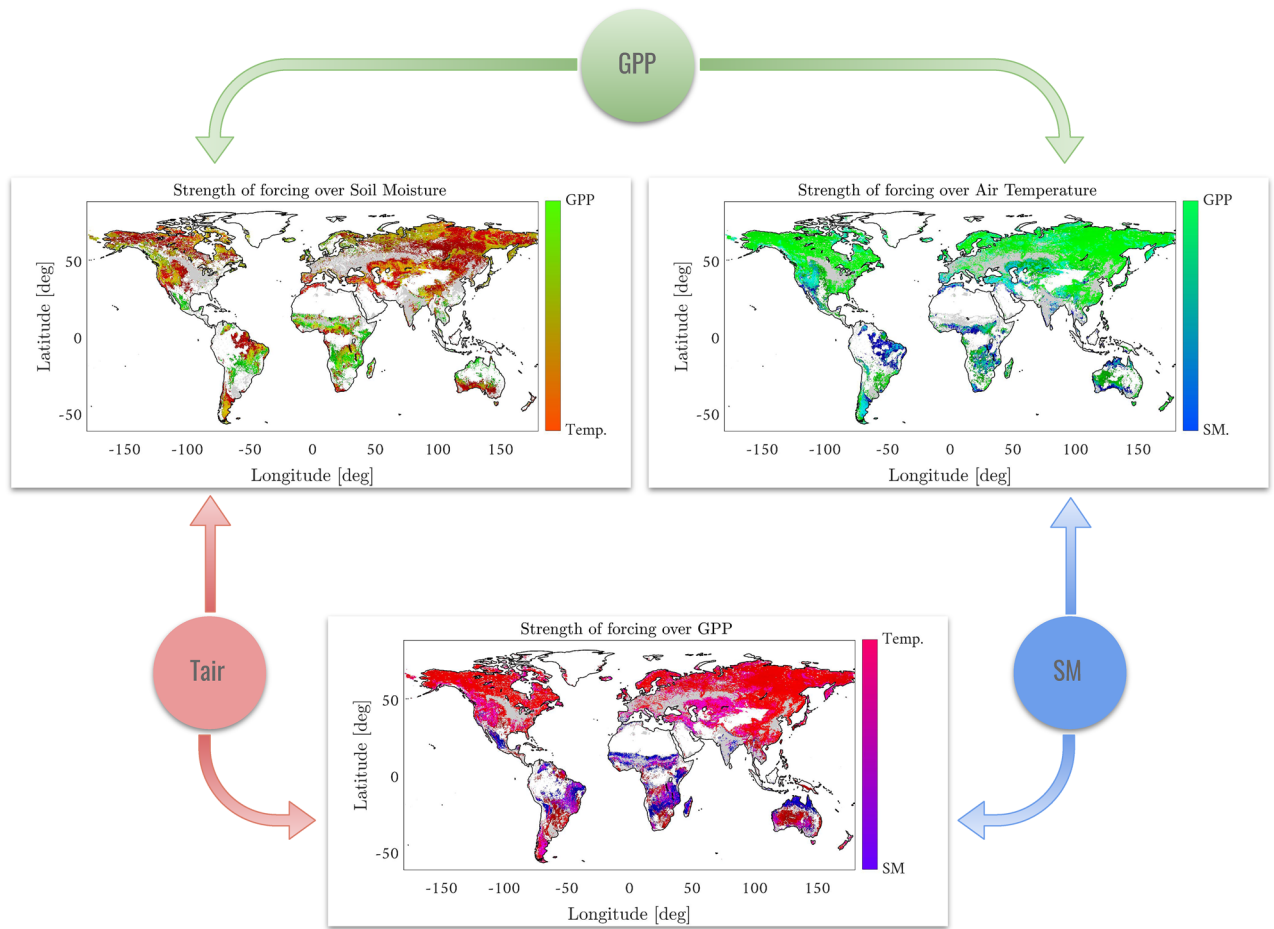 GPP
Strength of forcing over Soil Moisture
GPP
50
0
-50
Latitude [deg]
Temp.
-150 -100 -50 0 50 100 150
Longitude [deg]
Strength of forcing over Air Temperature
GPP
50
0
-50
Latitude [deg]
SM.
-150 -100 -50 0 50 100 150
Longitude [deg]
Tair
SM
Strength of forcing over GPP
Temp.
50
0
-50
Latitude [deg]
SM
-150 -100 -50 0 50 100 150
Longitude [deg]